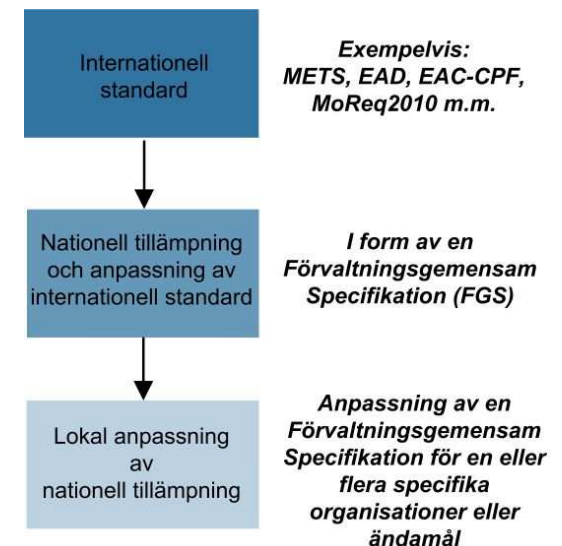 Internationell
standard
Exempelvis:
METS, EAD, EAC-CPF,
MoReq2010 m.m.
Nationell tillämpning
och anpassning av
internationell standard
I form av en
Förvaltningsgemensam
Specifikation (FGS)
Lokal anpassning
av
nationell tillämpning
Anpassning av en
Förvaltningsgemensam
Specifikation för en eller
flera specifika
organisationer eller
ändamål